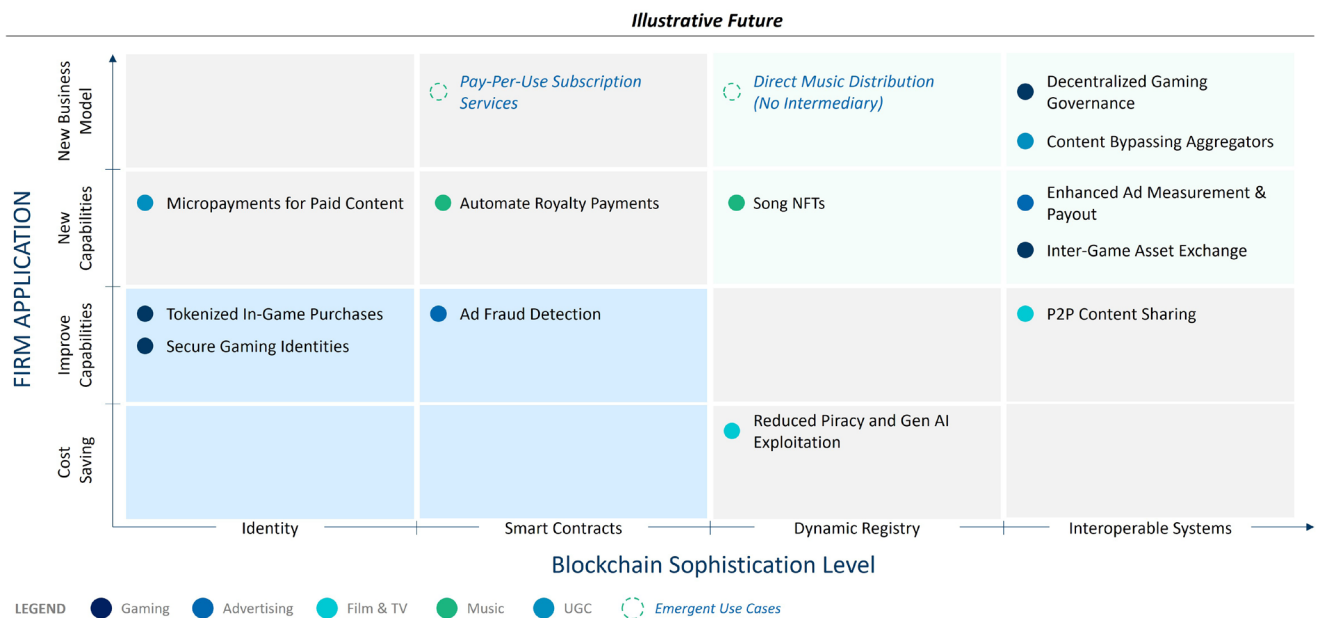 Illustrative Future
FIRM APPLICATION
New Business
Model
Pay-Per-Use Subscription
Services
Direct Music Distribution
(No Intermediary)
Decentralized Gaming
Governance
Content Bypassing Aggregators
New
Capabilities
Micropayments for Paid Content
Automate Royalty Payments
Song NFTs
Enhanced Ad Measurement &
Payout
Inter-Game Asset Exchange
Improve
Capabilities
Tokenized In-Game Purchases
Secure Gaming Identities
Ad Fraud Detection
P2P Content Sharing
Cost
Saving
Reduced Piracy and Gen AI
Exploitation
Identity
Smart Contracts
Dynamic Registry
Interoperable Systems
Blockchain Sophistication Level
LEGEND
Gaming
Advertising
Film & TV
Music
UGC
Emergent Use Cases